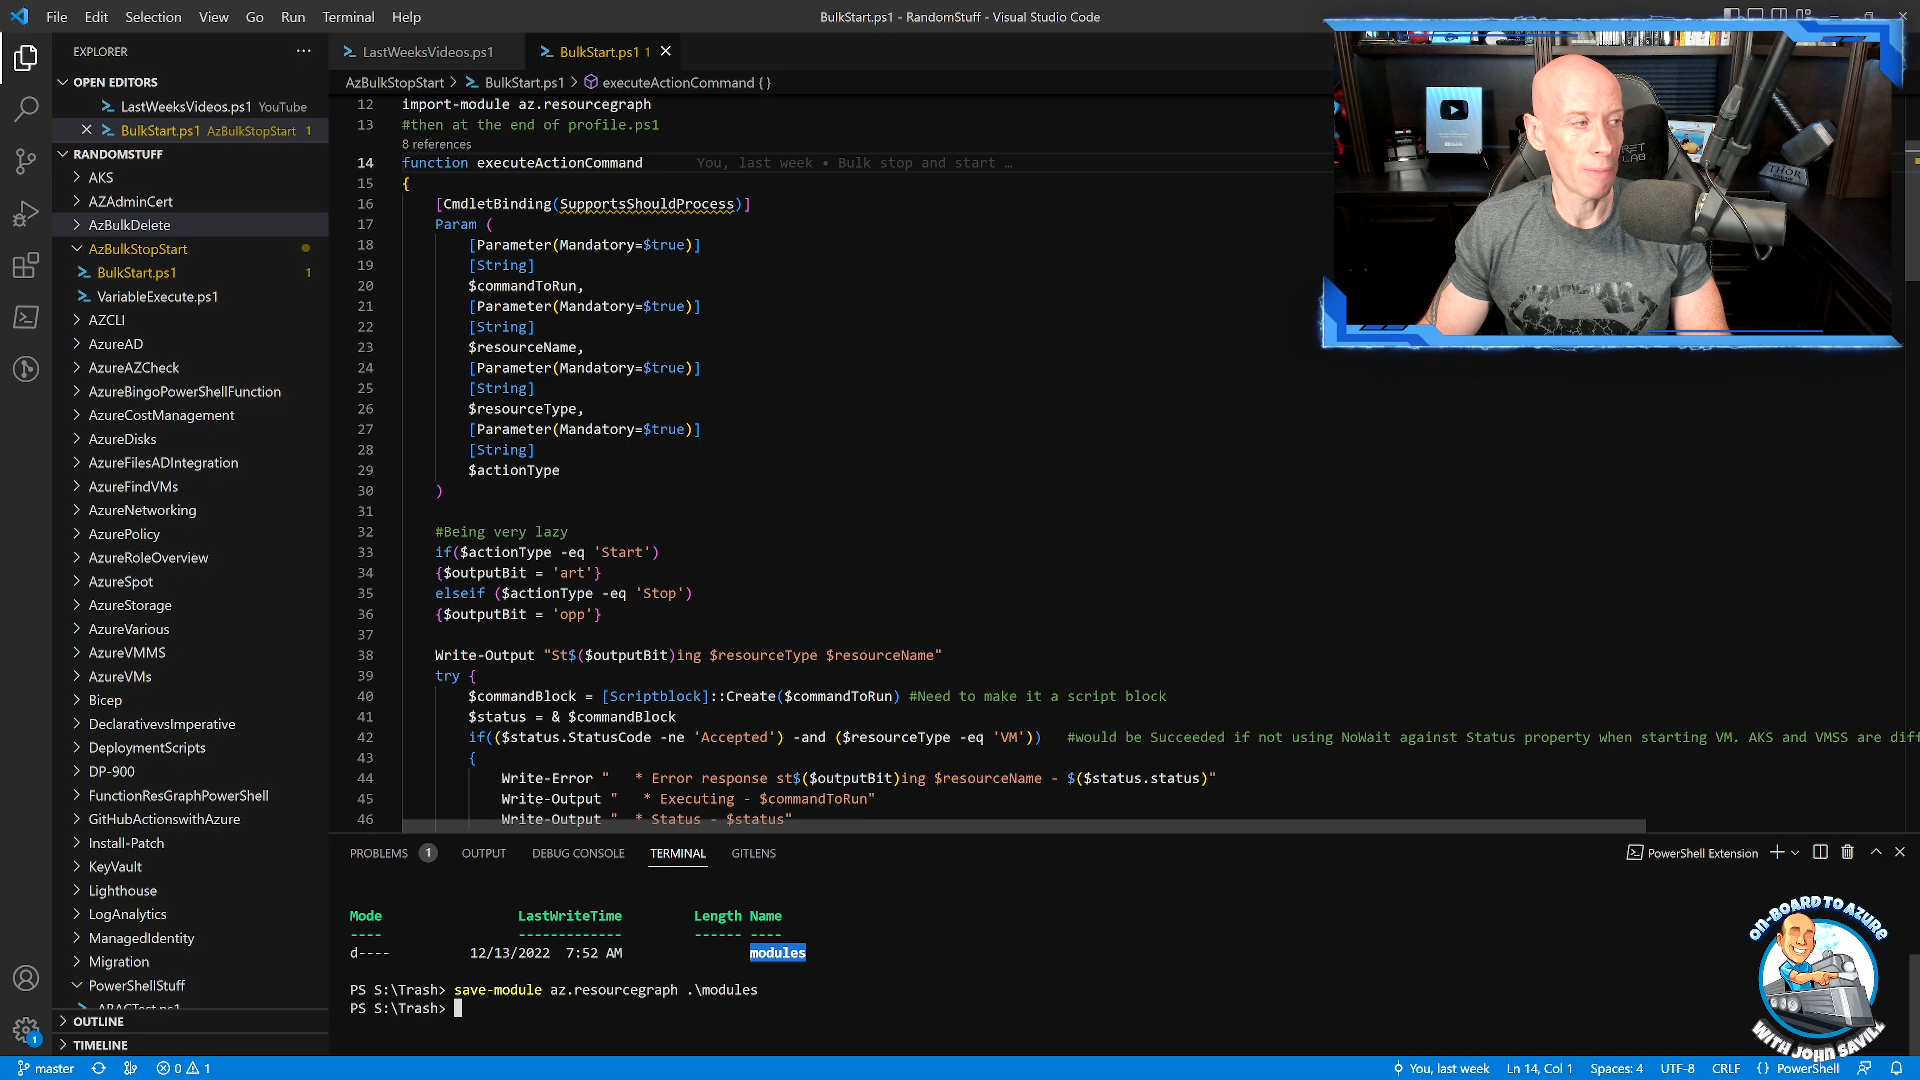 File Edit Selection View Go Run Terminal Help
BulkStart.ps1 - RandomStuff - Visual Studio Code
EXPLORER
OPEN EDITORS
LastWeeksVideos.ps1 YouTube
BulkStart.ps1 AzBulkStopStart 1
RANDOMSTUFF
AKS
AZAdminCert
AzBulkDelete
AzBulkStopStart
BulkStart.ps1 1
VariableExecute.ps1
AZCLI
AzureAD
AzureAZCheck
AzureBingoPowerShellFunction
AzureCostManagement
AzureDisks
AzureFilesADIntegration
AzureFindVMs
AzureNetworking
AzurePolicy
AzureRoleOverview
AzureSpot
AzureStorage
AzureVarious
AzureVMMS
AzureVMs
Bicep
DeclarativevsImperative
DeploymentScripts
DP-900
FunctionResGraphPowerShell
GitHubActionswithAzure
Install-Patch
KeyVault
Lighthouse
LogAnalytics
ManagedIdentity
Migration
PowerShellStuff
ABACTest.ps1
OUTLINE
TIMELINE
LastWeeksVideos.ps1
BulkStart.ps1 1
AzBulkStopStart > BulkStart.ps1 > executeActionCommand { }
12 import-module az.resourcegraph
13 #then at the end of profile.ps1
8 references
14 function executeActionCommand You, last week • Bulk stop and start …
15 {
16 [CmdletBinding(SupportsShouldProcess)]
17 Param (
18 [Parameter(Mandatory=$true)]
19 [String]
20 $commandToRun,
21 [Parameter(Mandatory=$true)]
22 [String]
23 $resourceName,
24 [Parameter(Mandatory=$true)]
25 [String]
26 $resourceType,
27 [Parameter(Mandatory=$true)]
28 [String]
29 $actionType
30 )
31
32 #Being very lazy
33 if($actionType -eq 'Start')
34 {$outputBit = 'art'}
35 elseif ($actionType -eq 'Stop')
36 {$outputBit = 'opp'}
37
38 Write-Output "St$($outputBit)ing $resourceType $resourceName"
39 try {
40 $commandBlock = [Scriptblock]::Create($commandToRun) #Need to make it a script block
41 $status = & $commandBlock
42 if(($status.StatusCode -ne 'Accepted') -and ($resourceType -eq 'VM')) #would be Succeeded if not using NoWait against Status property when starting VM. AKS and VMSS are diff
43 {
44 Write-Error " * Error response st$($outputBit)ing $resourceName - $($status.status)"
45 Write-Output " * Executing - $commandToRun"
46 Write-Output " * Status - $status"
THOR
PROBLEMS 1 OUTPUT DEBUG CONSOLE TERMINAL GITLENS
PowerShell Extension
Mode LastWriteTime Length Name
---- ------------- ------ ----
d---- 12/13/2022 7:52 AM modules
PS S:\Trash> save-module az.resourcegraph .\modules
PS S:\Trash>
ON-BOARD TO AZURE
WITH JOHN SAVILL
1
master 0 1
You, last week Ln 14, Col 1 Spaces: 4 UTF-8 CRLF { } PowerShell